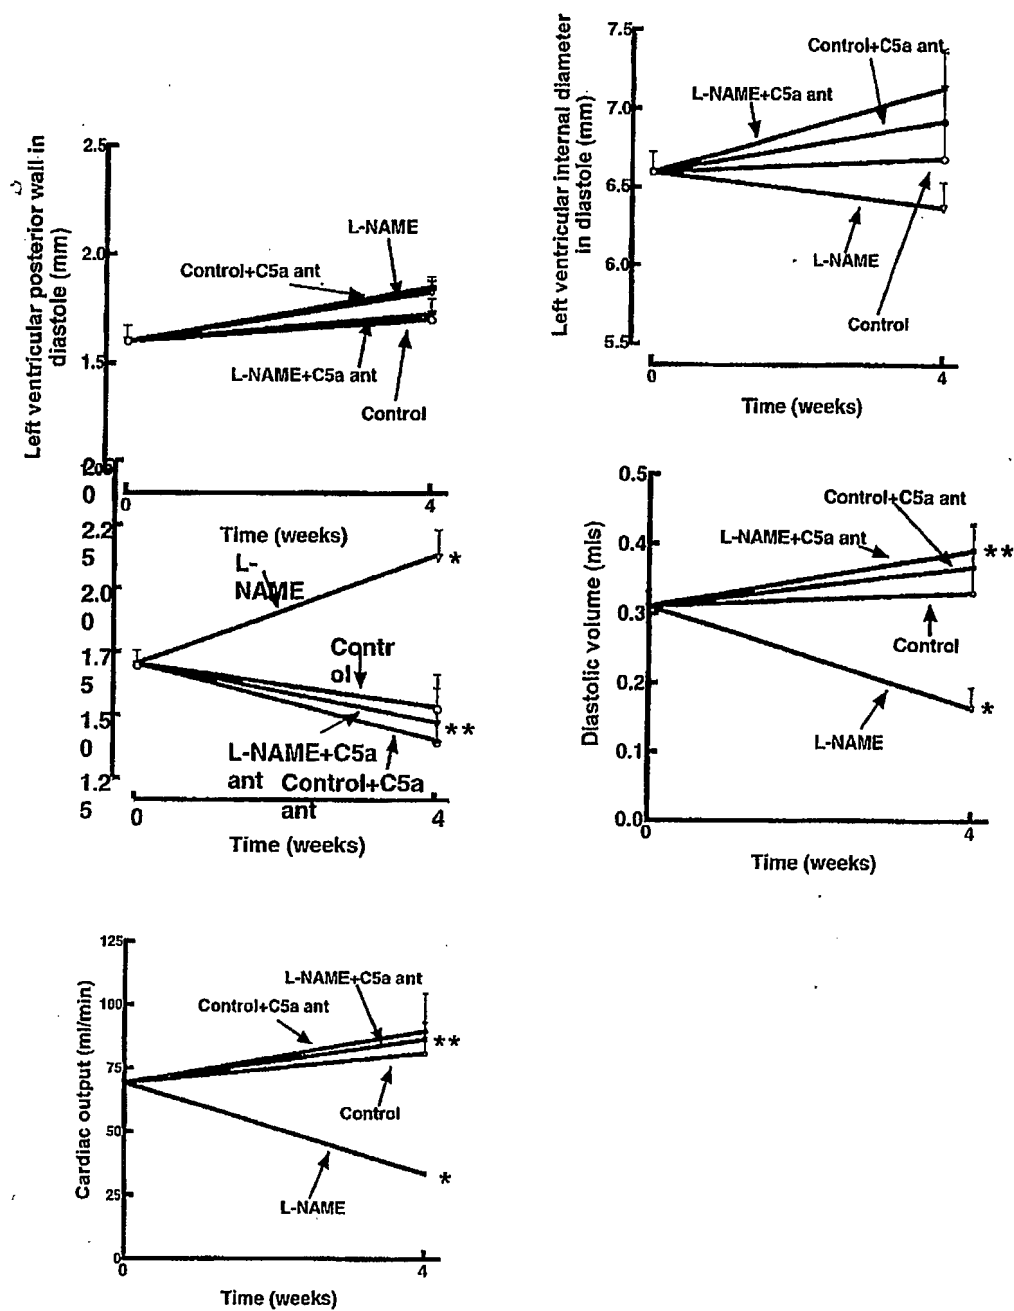 Left ventricular posterior wall in
diastole (mm)
2.5
2.0
1.5
L-NAME
Control+C5a ant
L-NAME+C5a ant
Control
0
4
Time (weeks)
Left ventricular internal diameter
in diastole (mm)
7.5
7.0
6.5
6.0
5.5
Control+C5a ant
L-NAME+C5a ant
L-NAME
Control
0
4
Time (weeks)
0
2.2
5
2.0
0
1.7
5
1.5
0
1.2
5
L-
NAME
*
Contr
ol
**
L-NAME+C5a
ant
Control+C5a
ant
0
4
Time (weeks)
Diastolic volume (mls)
0.5
0.4
0.3
0.2
0.1
0.0
Control+C5a ant
L-NAME+C5a ant
**
Control
*
L-NAME
0
4
Time (weeks)
Cardiac output (ml/min)
125
100
75
50
25
0
L-NAME+C5a ant
Control+C5a ant
**
Control
*
L-NAME
0
4
Time (weeks)